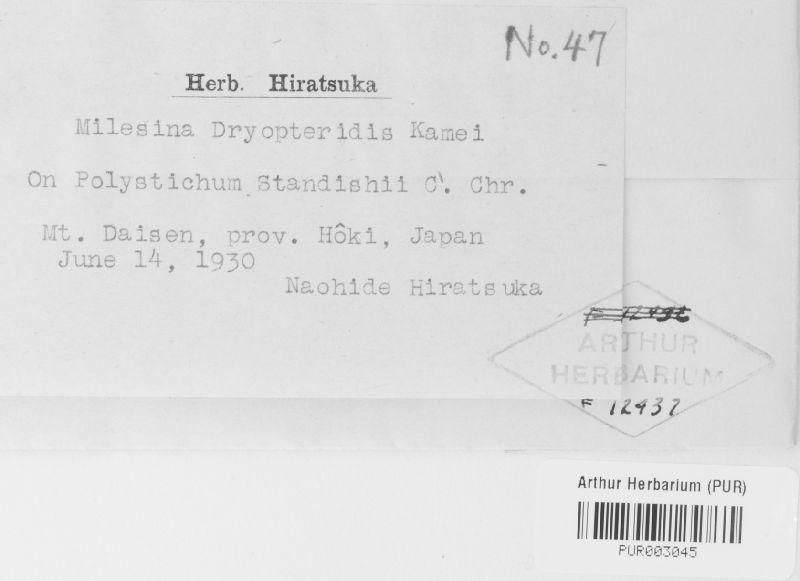 No. 47
Herb. Hiratsuka
Milesina Dryopteridis Kamei
On Polystichum Standishii C. Chr.
Mt. Daisen, prov. Hôki, Japan
June 14, 1930
Naohide Hiratsuka
ARTHUR
HERBARIUM
F 12437
Arthur Herbarium (PUR)
PUR003045